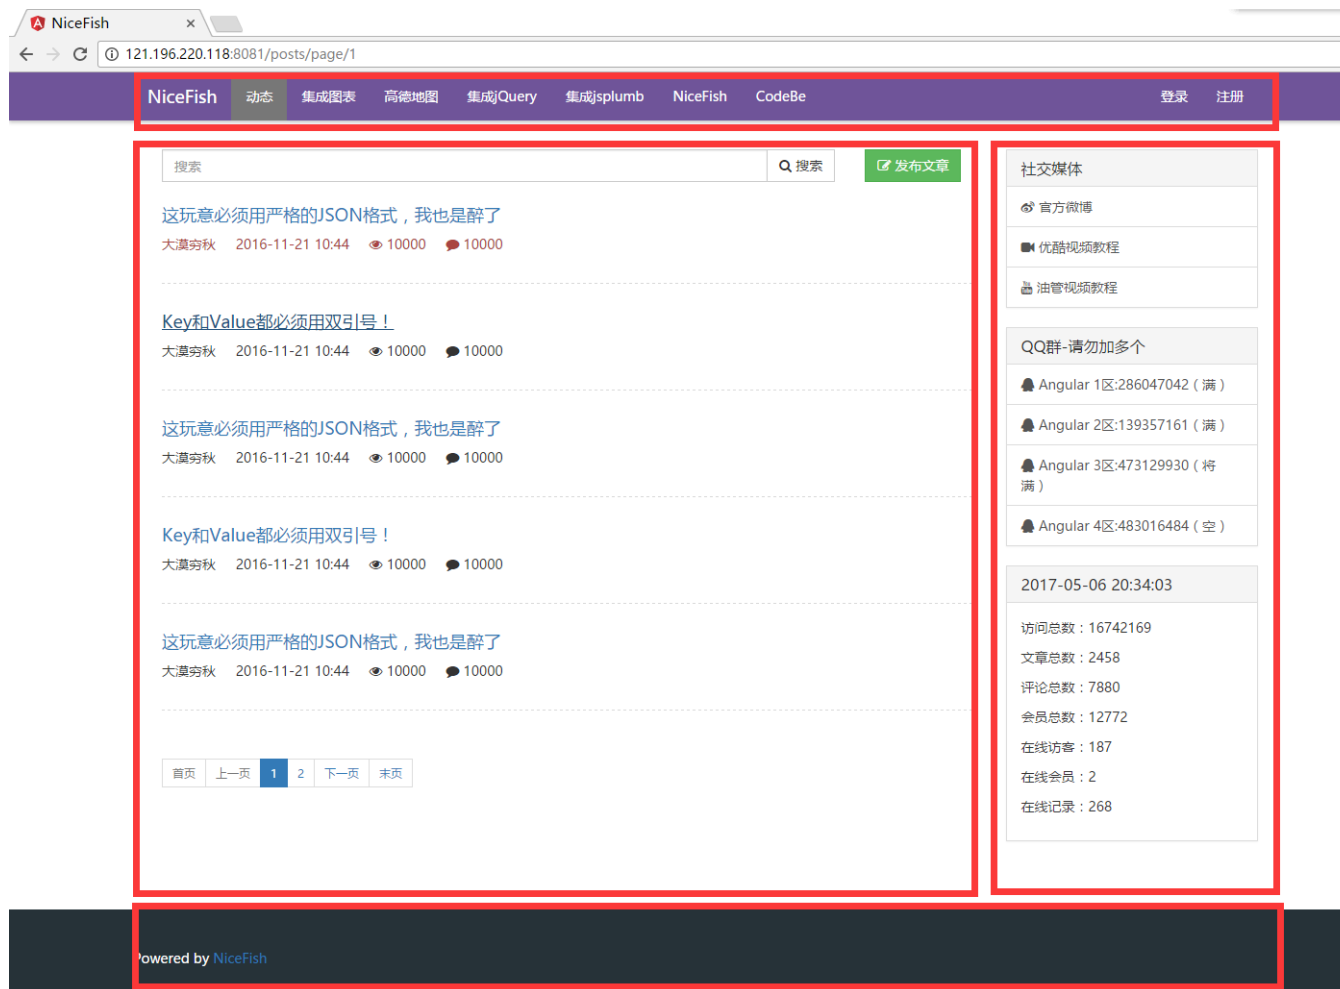 NiceFish
121.196.220.118:8081/posts/page/1
NiceFish 动态 集成图表 高德地图 集成jQuery 集成jsplumb NiceFish CodeBe 登录 注册
搜索 搜索 发布文章
这玩意必须用严格的JSON格式，我也是醉了
大漠穷秋 2016-11-21 10:44 10000 10000
Key和Value都必须用双引号！
大漠穷秋 2016-11-21 10:44 10000 10000
这玩意必须用严格的JSON格式，我也是醉了
大漠穷秋 2016-11-21 10:44 10000 10000
Key和Value都必须用双引号！
大漠穷秋 2016-11-21 10:44 10000 10000
这玩意必须用严格的JSON格式，我也是醉了
大漠穷秋 2016-11-21 10:44 10000 10000
首页 上一页 1 2 下一页 末页
社交媒体
官方微博
优酷视频教程
油管视频教程
QQ群-请勿加多个
Angular 1区:286047042（满）
Angular 2区:139357161（满）
Angular 3区:473129930（将
满）
Angular 4区:483016484（空）
2017-05-06 20:34:03
访问总数：16742169
文章总数：2458
评论总数：7880
会员总数：12772
在线访客：187
在线会员：2
在线记录：268
Powered by NiceFish